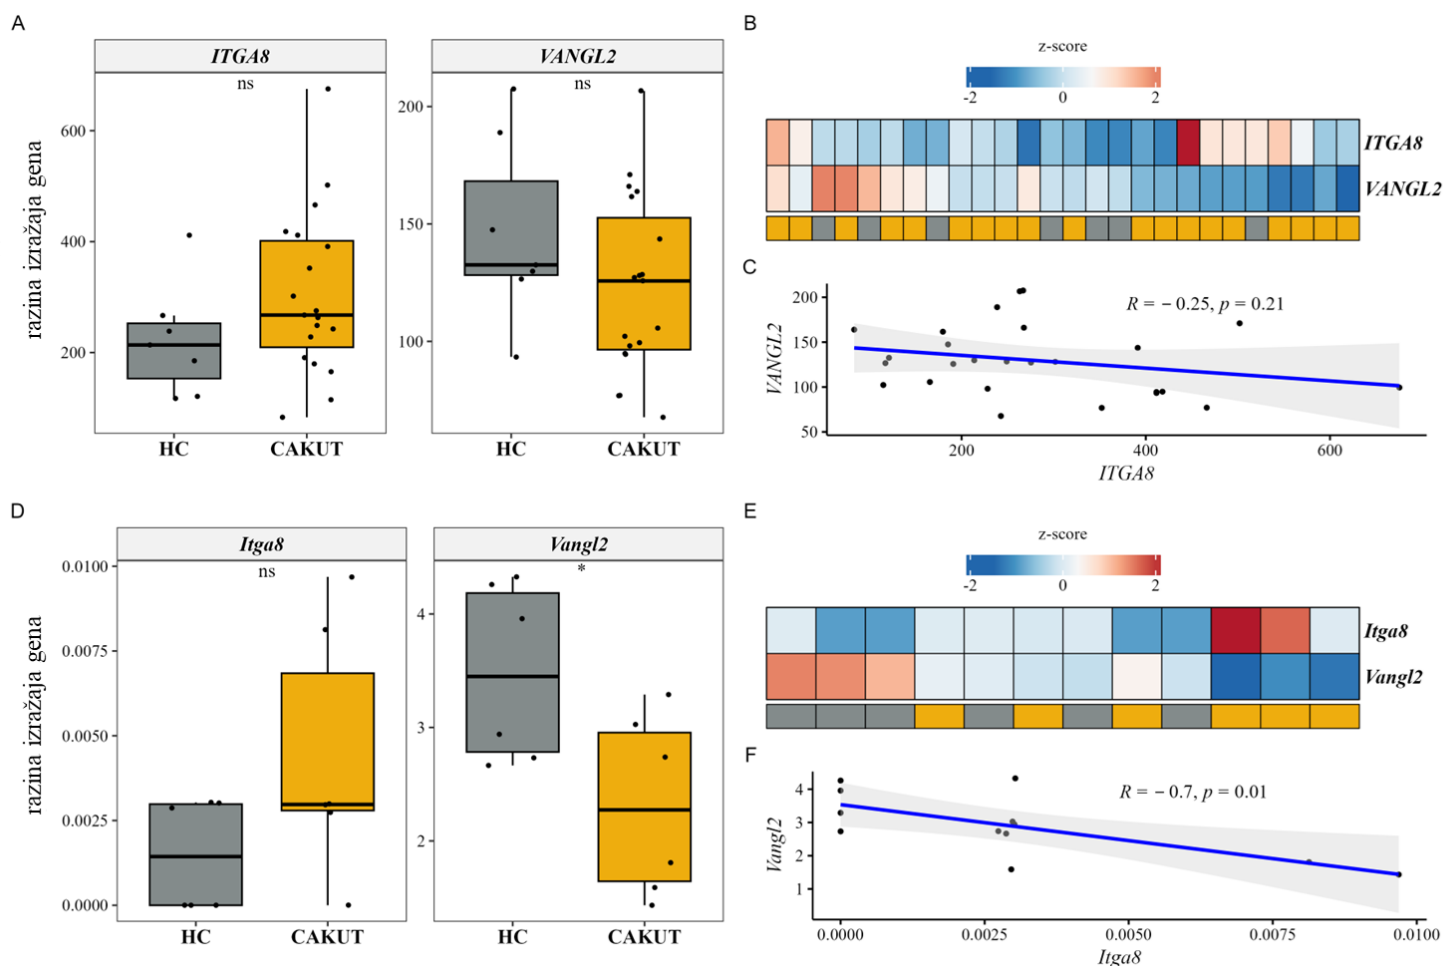 A
ITGA8
VANGL2
ns
ns
razina izražaja gena
600
400
200
200
150
100
HC
CAKUT
HC
CAKUT
B
z-score
-2
0
2
ITGA8
VANGL2
C
R = − 0.25, p = 0.21
VANGL2
200
150
100
50
200
400
600
ITGA8
D
Itga8
Vangl2
ns
*
razina izražaja gena
0.0100
0.0075
0.0050
0.0025
0.0000
4
3
2
HC
CAKUT
HC
CAKUT
E
z-score
-2
0
2
Itga8
Vangl2
F
R = − 0.7, p = 0.01
Vangl2
4
3
2
1
0.0000
0.0025
0.0050
0.0075
0.0100
Itga8